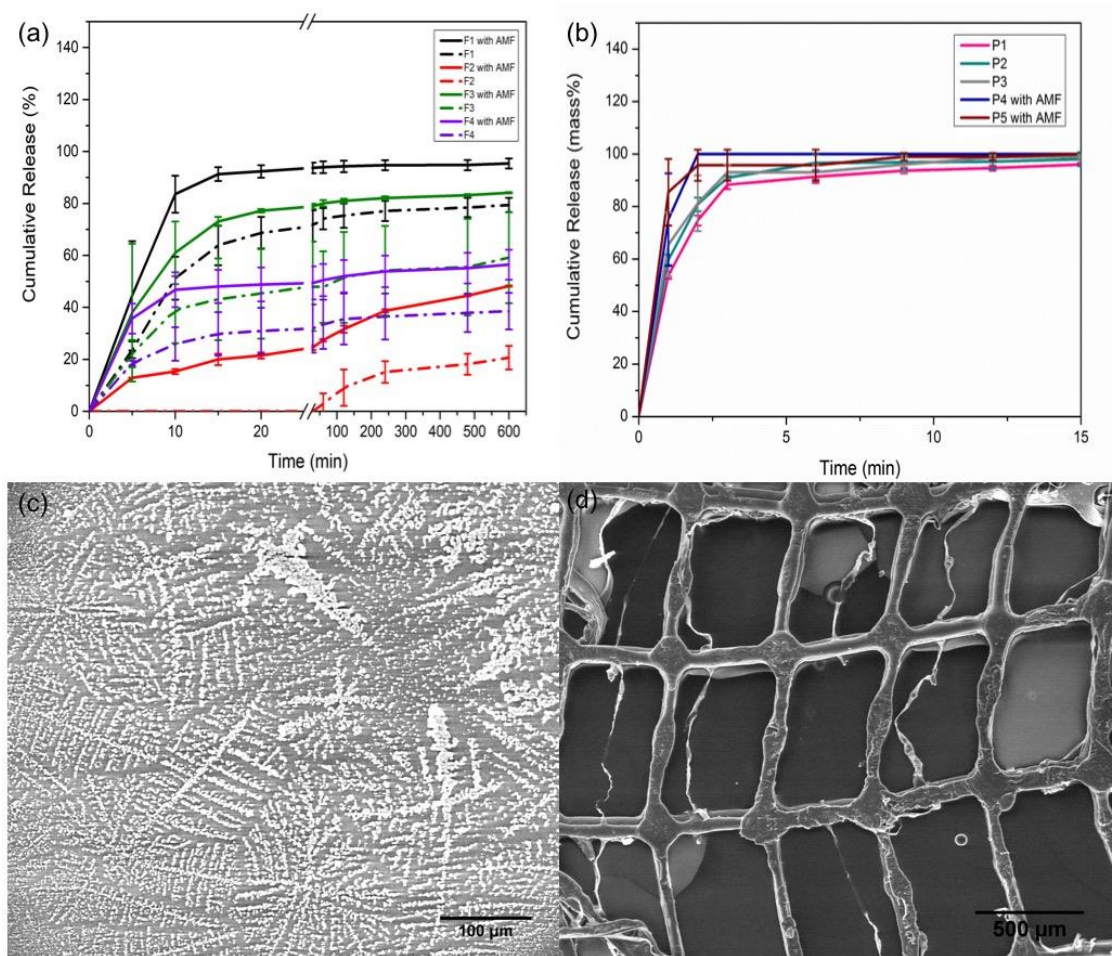 (a)
Cumulative Release (%)
140
120
100
80
60
40
20
0
0 10 20 100 200 300 400 500 600
Time (min)
F1 with AMF
F1
F2 with AMF
F2
F3 with AMF
F3
F4 with AMF
F4
(b)
Cumulative Release (mass%)
140
120
100
80
60
40
20
0
0 5 10 15
Time (min)
P1
P2
P3
P4 with AMF
P5 with AMF
(c)
100 µm
(d)
500 µm